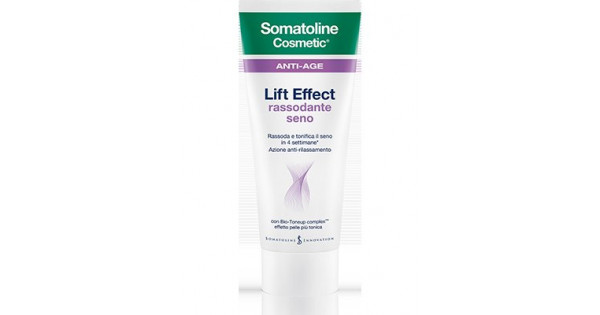 Somatoline
Cosmetic®
ANTI-AGE
Lift Effect
rassodante
seno
Rassoda e tonifica il seno
in 4 settimane*
Azione anti-rilassamento
con Bio-Toneup complex™
effetto pelle più tonica
SOMATOLINE INNOVATION